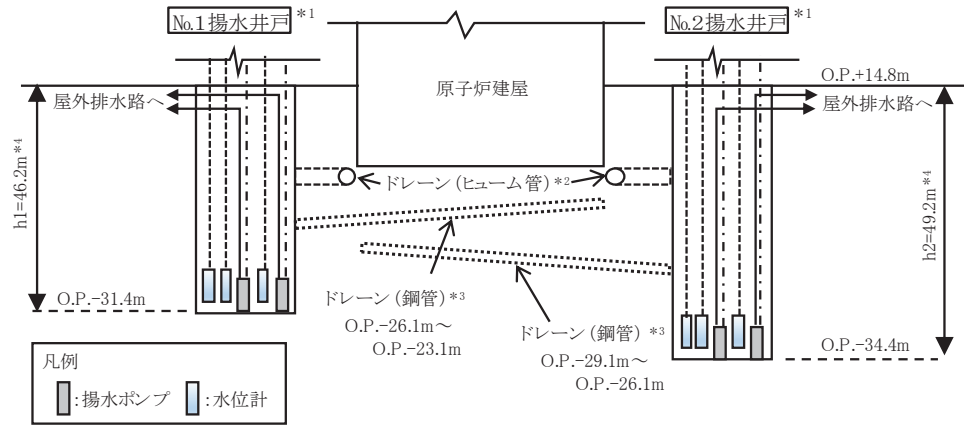 №1揚水井戸*1
№2揚水井戸*1
原子炉建屋
O.P.+14.8m
屋外排水路へ
屋外排水路へ
h1=46.2m*4
h2=49.2m*4
ドレーン(ヒューム管)*2
ドレーン(鋼管)*3
O.P.-26.1m~
O.P.-23.1m
ドレーン(鋼管)*3
O.P.-29.1m~
O.P.-26.1m
O.P.-31.4m
O.P.-34.4m
凡例
:揚水ポンプ
:水位計